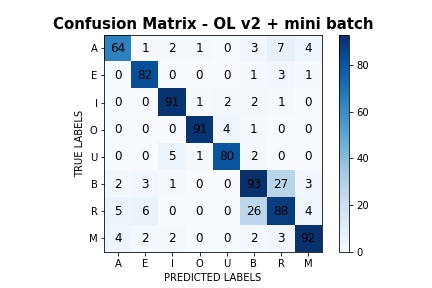 Confusion Matrix - OL v2 + mini batch
TRUE LABELS
A 64 1 2 1 0 3 7 4
E 0 82 0 0 0 1 3 1
I 0 0 91 1 2 2 1 0
O 0 0 0 91 4 1 0 0
U 0 0 5 1 80 2 0 0
B 2 3 1 0 0 93 27 3
R 5 6 0 0 0 26 88 4
M 4 2 2 0 0 2 3 92
A E I O U B R M
PREDICTED LABELS
80
60
40
20
0